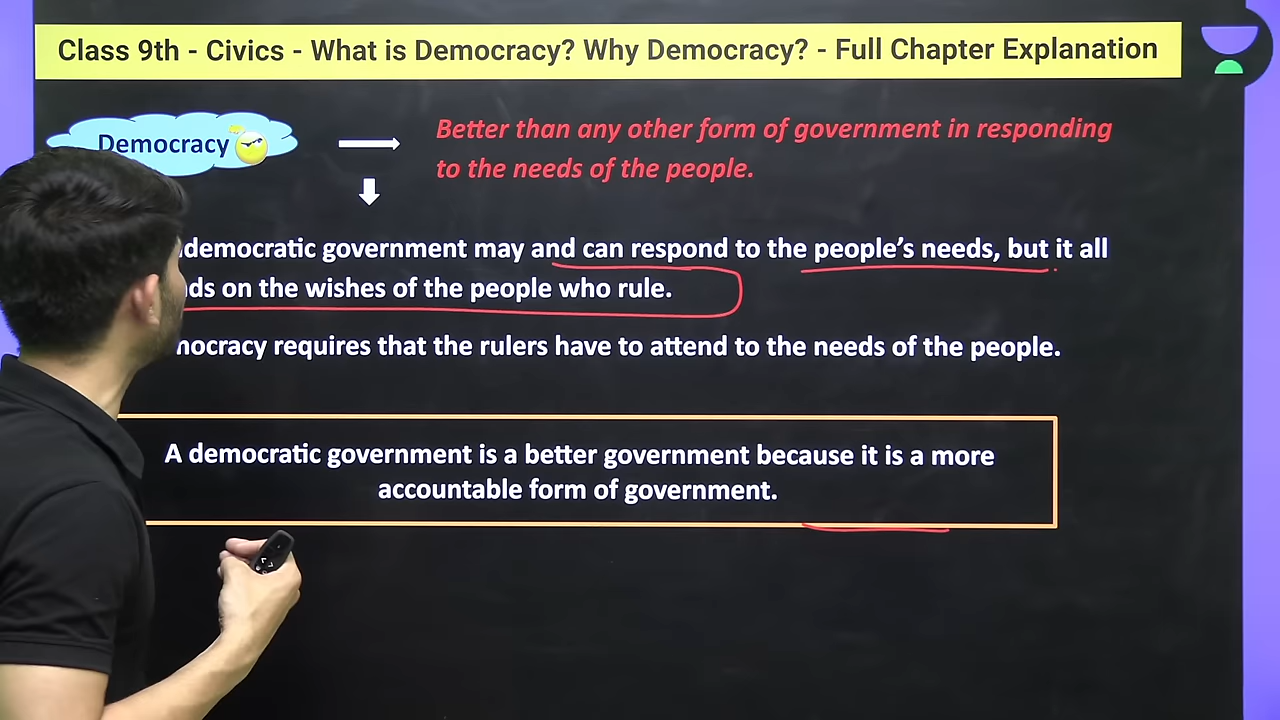 Class 9th - Civics - What is Democracy? Why Democracy? - Full Chapter Explanation
Democracy
Better than any other form of government in responding
to the needs of the people.
democratic government may and can respond to the people's needs, but it all
on the wishes of the people who rule.
requires that the rulers have to attend to the needs of the people.
A democratic government is a better government because it is a more
accountable form of government.